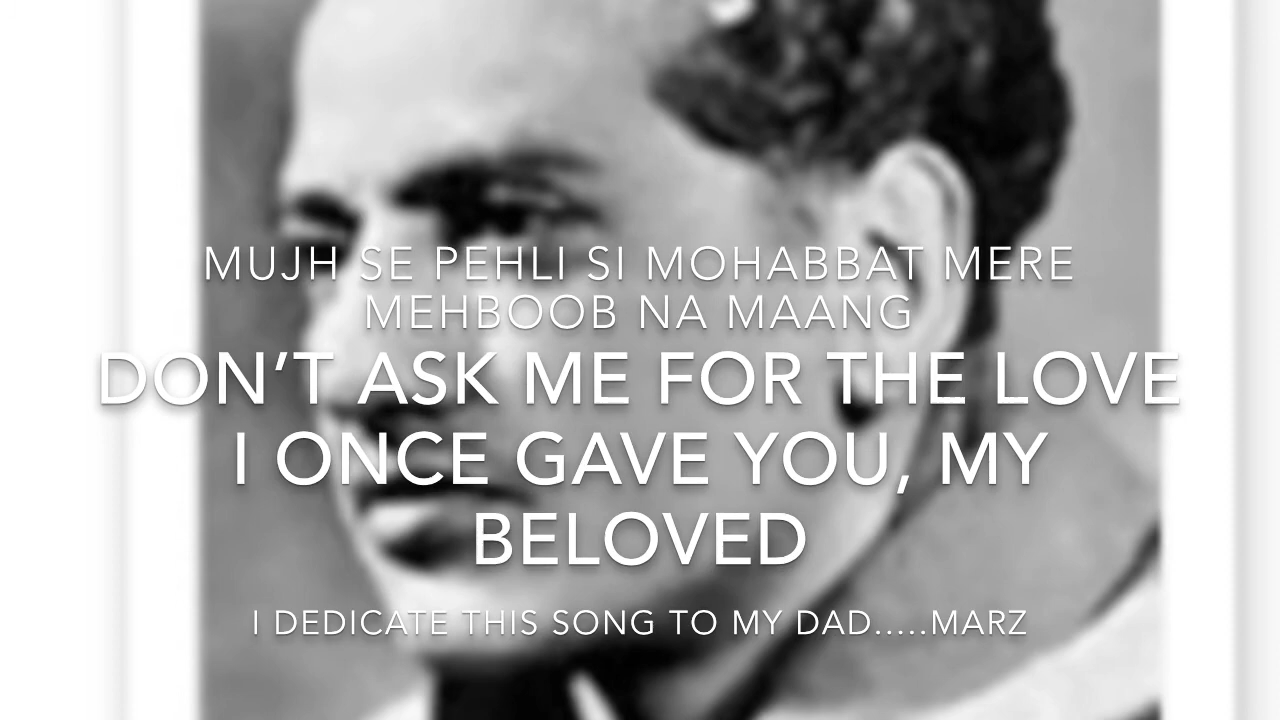 MUJH SE PEHLI SI MOHABBAT MERE
MEHBOOB NA MAANG
DON’T ASK ME FOR THE LOVE
I ONCE GAVE YOU, MY
BELOVED
I DEDICATE THIS SONG TO MY DAD.....MARZ